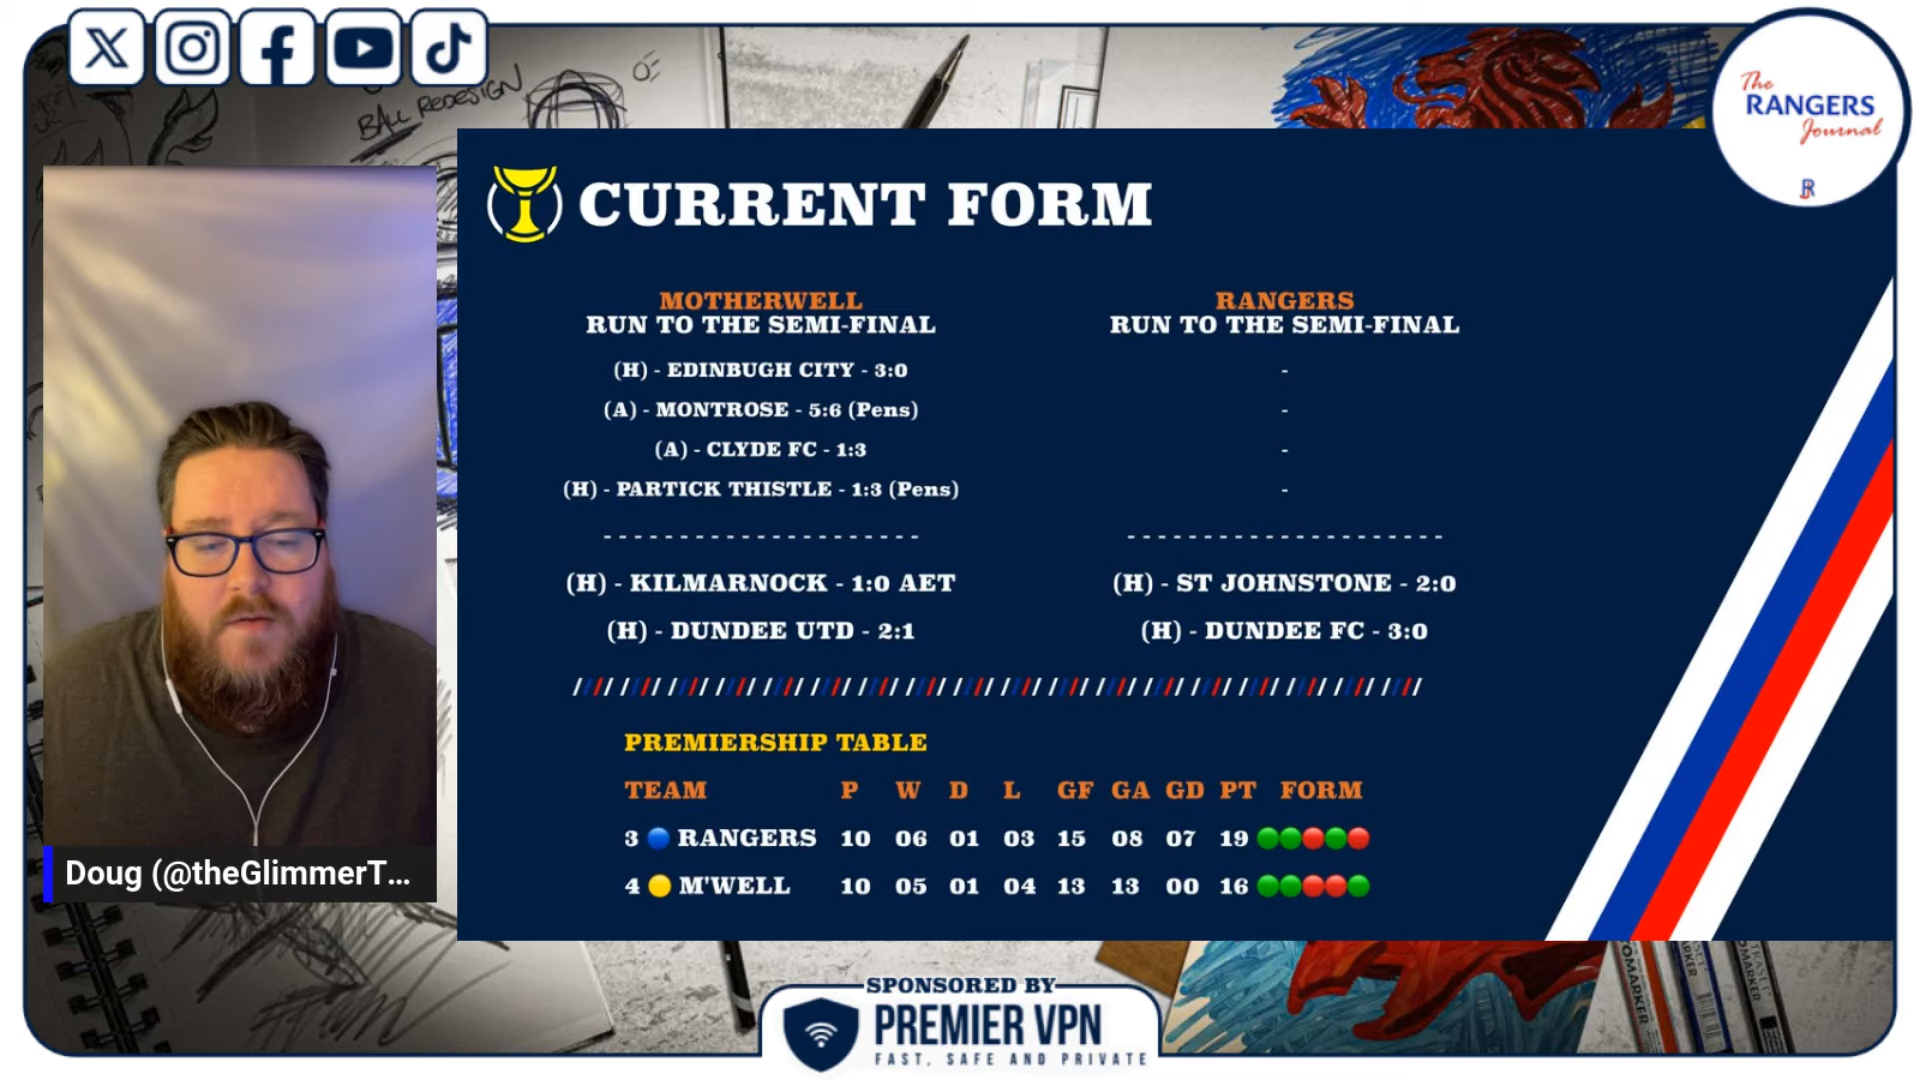 BALL REDESIGN
The
RANGERS
Journal
CURRENT FORM
MOTHERWELL
RUN TO THE SEMI-FINAL
(H) - EDINBUGH CITY - 3:0
(A) - MONTROSE - 5:6 (Pens)
(A) - CLYDE FC - 1:3
(H) - PARTICK THISTLE - 1:3 (Pens)
- - - - - - - - - - - - - - - - - - - - -
(H) - KILMARNOCK - 1:0 AET
(H) - DUNDEE UTD - 2:1
RANGERS
RUN TO THE SEMI-FINAL
-
-
-
-
- - - - - - - - - - - - - - - - - - - - -
(H) - ST JOHNSTONE - 2:0
(H) - DUNDEE FC - 3:0
PREMIERSHIP TABLE
TEAM P W D L GF GA GD PT FORM
3 RANGERS 10 06 01 03 15 08 07 19
4 M'WELL 10 05 01 04 13 13 00 16
Doug (@theGlimmerT...
SPONSORED BY
PREMIER VPN
FAST, SAFE AND PRIVATE